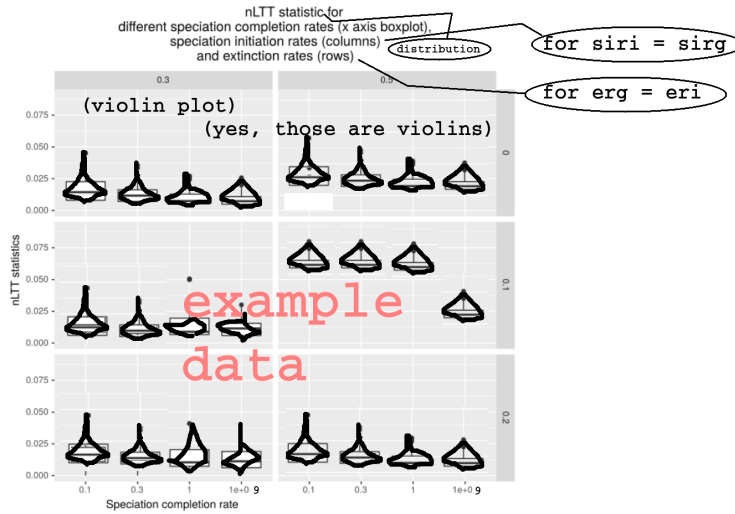 nLTT statistic for
different speciation completion rates (x axis boxplot),
speciation initiation rates (columns)
and extinction rates (rows)
distribution
for siri = sirg
for erg = eri
0.3
(violin plot)
(yes, those are violins)
nLTT statistics
0.075
0.050
0.025
0.000
0
0.075
0.050
0.025
0.000
0.1
0.075
0.050
0.025
0.000
0.2
example
data
0.1 0.3 1 1e+0 9 0.1 0.3 1 1e+0 9
Speciation completion rate